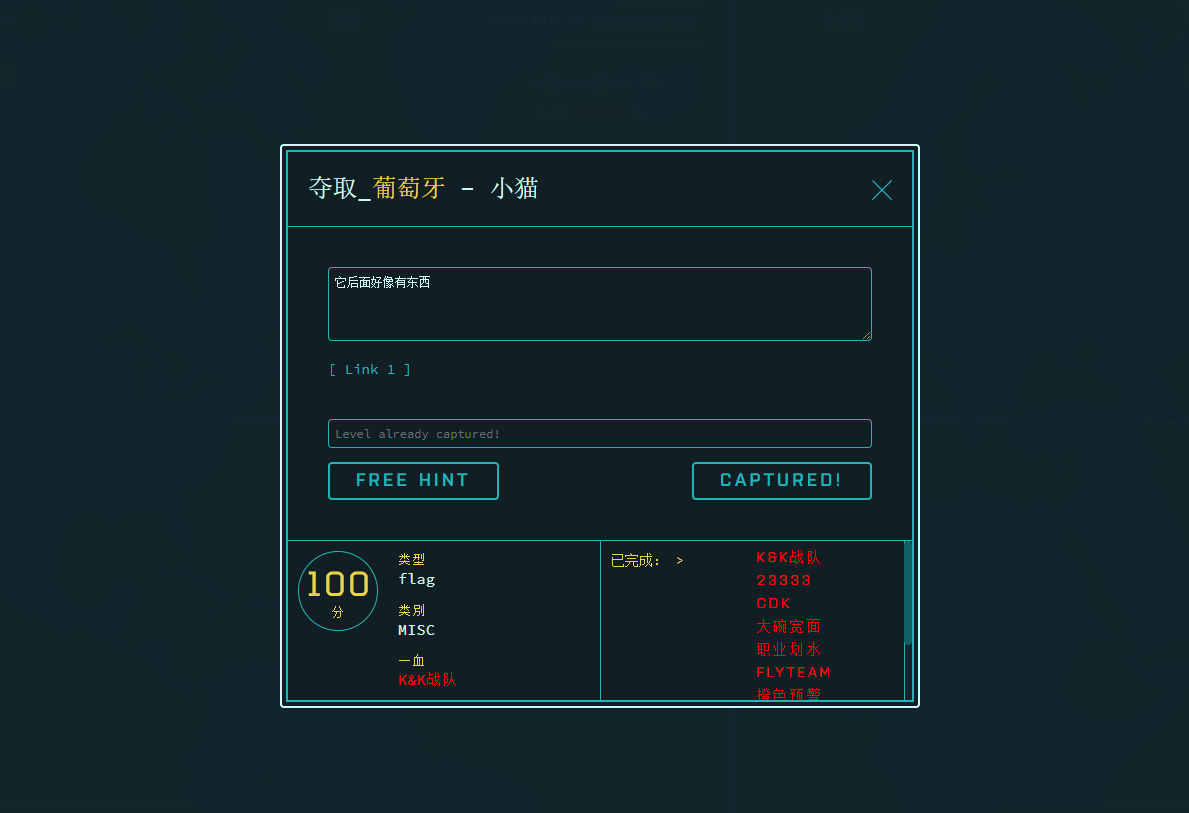 夺取_葡萄牙 - 小猫
它后面好像有东西
[ Link 1 ]
Level already captured!
FREE HINT
CAPTURED!
100
分
类型
flag
类别
MISC
一血
K&K战队
已完成: >
K&K战队
23333
CDK
大碗宽面
职业划水
FLYTEAM
橙色预警